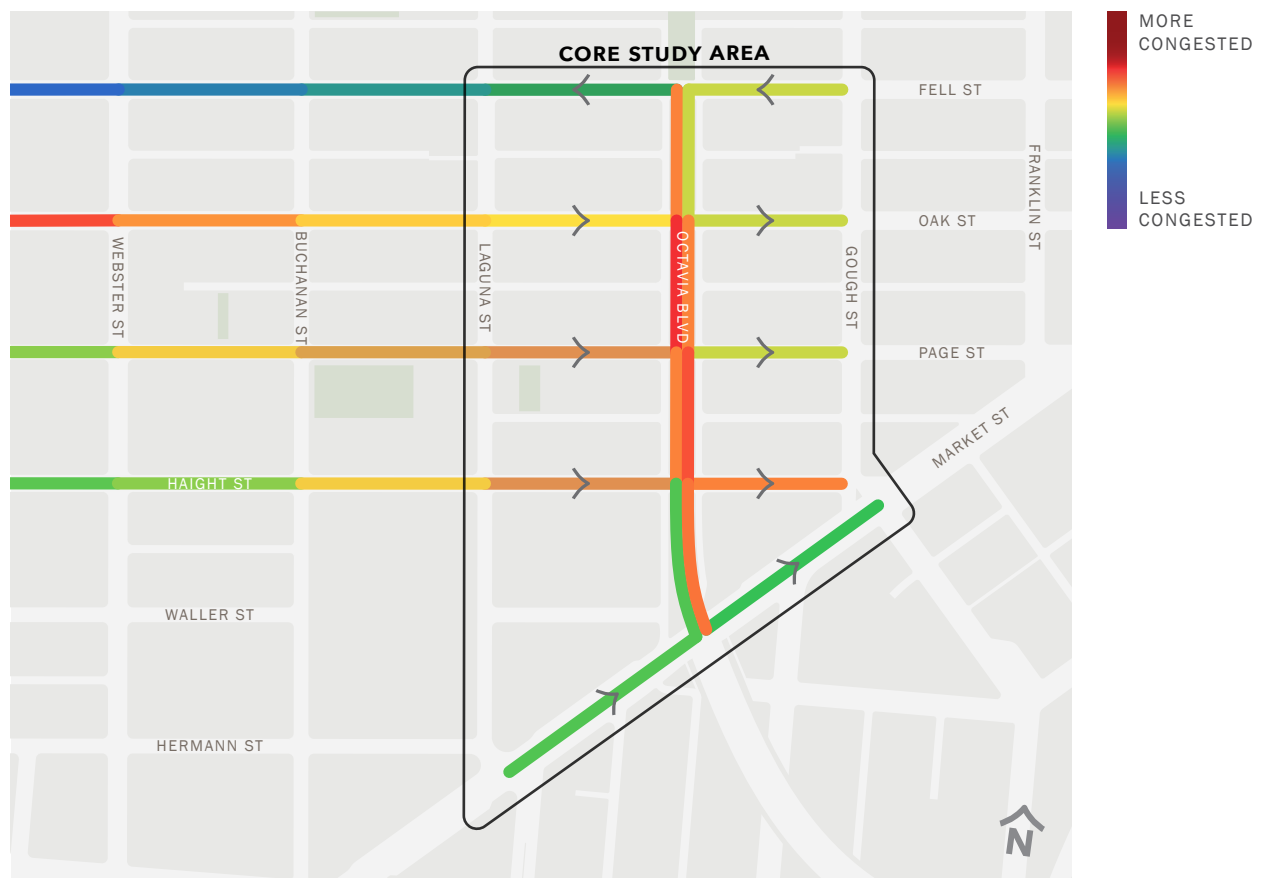 CORE STUDY AREA
MORE
CONGESTED
LESS
CONGESTED
FELL ST
FRANKLIN ST
OAK ST
WEBSTER ST
BUCHANAN ST
LAGUNA ST
OCTAVIA BLVD
GOUGH ST
PAGE ST
MARKET ST
HAIGHT ST
WALLER ST
HERMANN ST
N